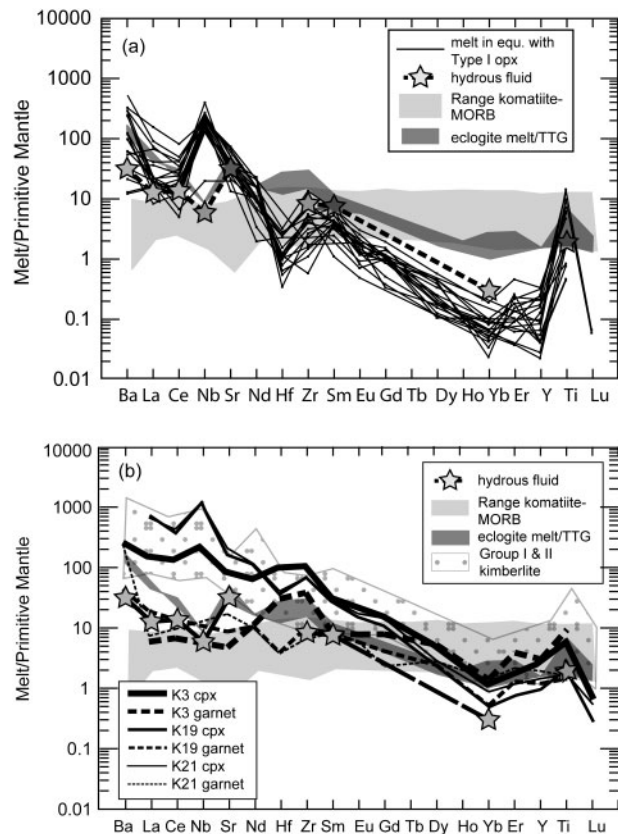 (a)
melt in equ. with
Type I opx
hydrous fluid
Range komatiite-
MORB
eclogite melt/TTG
Melt/Primitive Mantle
10000
1000
100
10
1
0.1
0.01
Ba La Ce Nb Sr Nd Hf Zr Sm Eu Gd Tb Dy Ho Yb Er Y Ti Lu
(b)
hydrous fluid
Range komatiite-
MORB
eclogite melt/TTG
Group I & II
kimberlite
Melt/Primitive Mantle
10000
1000
100
10
1
0.1
0.01
K3 cpx
K3 garnet
K19 cpx
K19 garnet
K21 cpx
K21 garnet
Ba La Ce Nb Sr Nd Hf Zr Sm Eu Gd Tb Dy Ho Yb Er Y Ti Lu